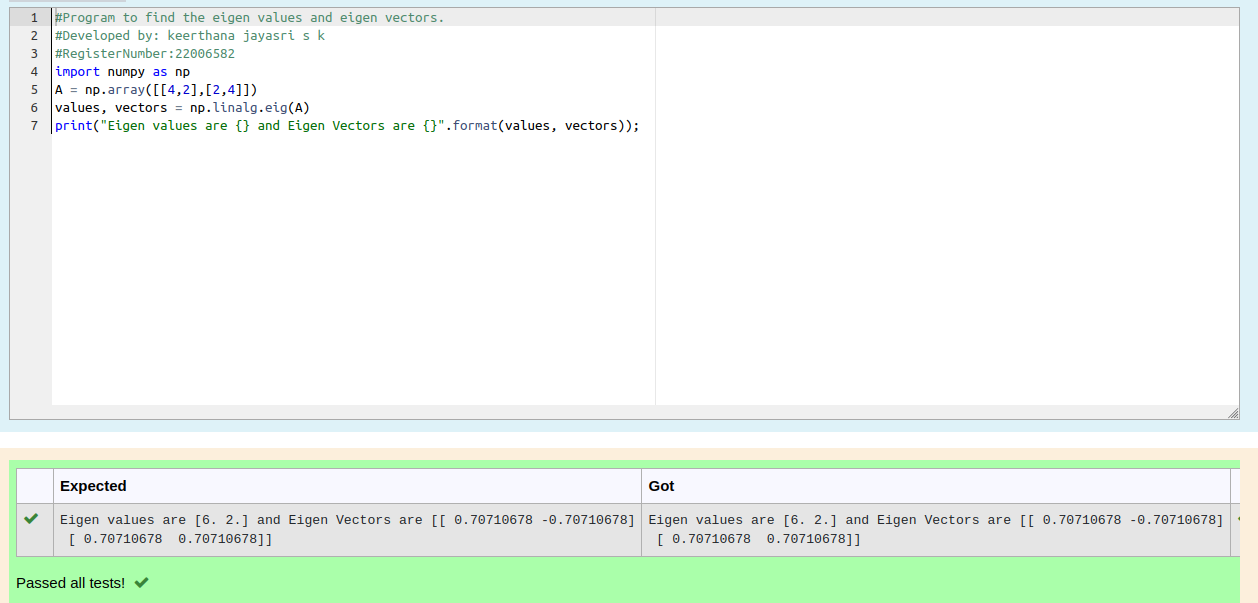 1 #Program to find the eigen values and eigen vectors.
2 #Developed by: keerthana jayasri s k
3 #RegisterNumber:22006582
4 import numpy as np
5 A = np.array([[4,2],[2,4]])
6 values, vectors = np.linalg.eig(A)
7 print("Eigen values are {} and Eigen Vectors are {}".format(values, vectors));
Expected Got
Eigen values are [6. 2.] and Eigen Vectors are [[ 0.70710678 -0.70710678] Eigen values are [6. 2.] and Eigen Vectors are [[ 0.70710678 -0.70710678]
[ 0.70710678  0.70710678]] [ 0.70710678  0.70710678]]
Passed all tests!